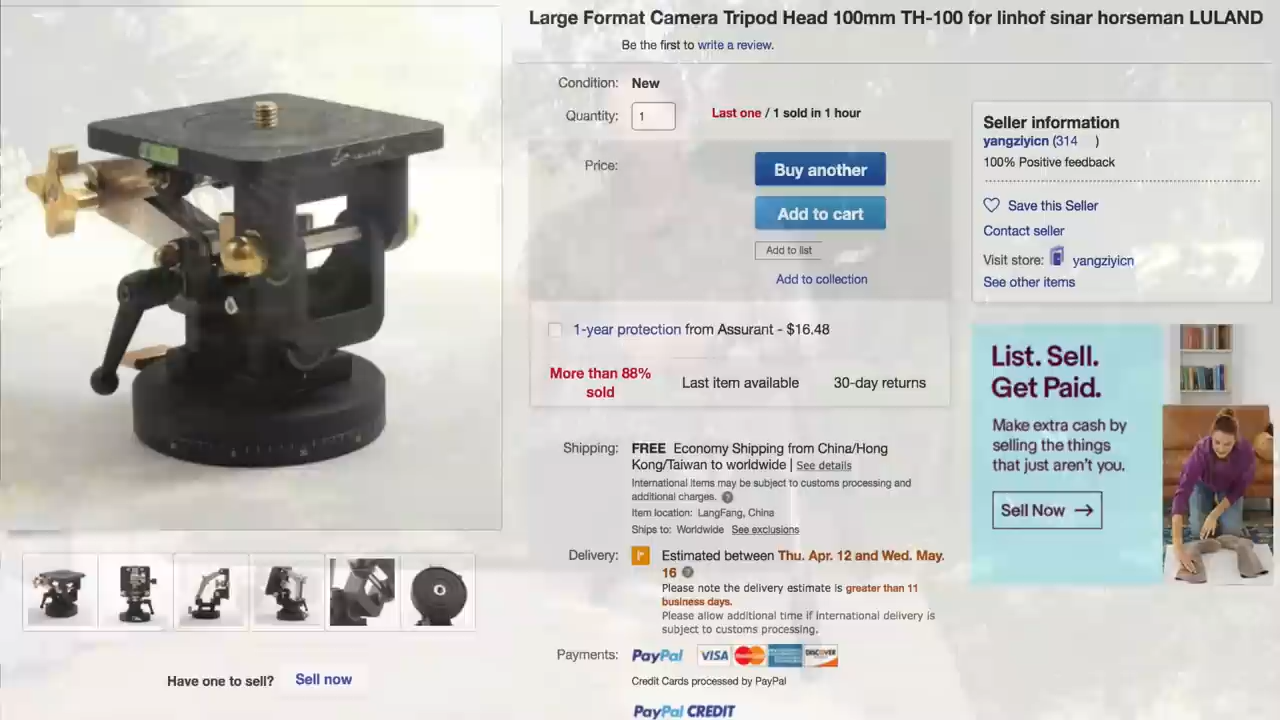 Large Format Camera Tripod Head 100mm TH-100 for linhof sinar horseman LULAND
Be the first to write a review.
Condition: New
Quantity: 1
Last one / 1 sold in 1 hour
Price:
Buy another
Add to cart
Add to list
Add to collection
1-year protection from Assurant - $16.48
More than 88%
sold
Last item available
30-day returns
Shipping: FREE Economy Shipping from China/Hong
Kong/Taiwan to worldwide | See details
International items may be subject to customs processing and
additional charges.
Item location: LangFang, China
Ships to: Worldwide See exclusions
Delivery: Estimated between Thu. Apr. 12 and Wed. May.
16
Please note the delivery estimate is greater than 11
business days.
Please allow additional time if international delivery is
subject to customs processing.
Payments: PayPal VISA MasterCard DISCOVER
Credit Cards processed by PayPal
PayPal CREDIT
Seller information
yangziyicn (314 )
100% Positive feedback
Save this Seller
Contact seller
Visit store: yangziyicn
See other items
List. Sell.
Get Paid.
Make extra cash by
selling the things
that just aren't you.
Sell Now →
Have one to sell? Sell now